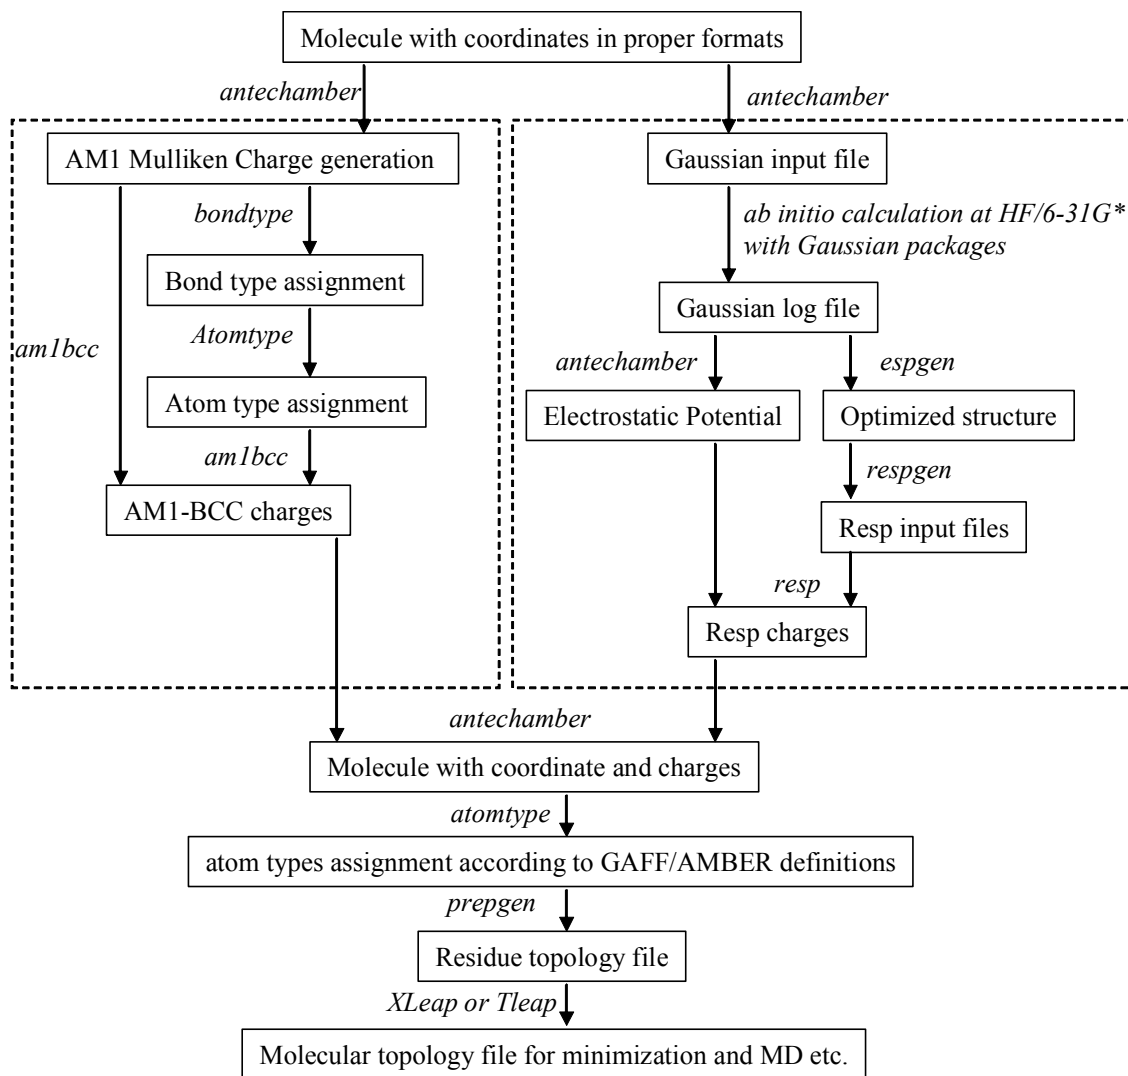 Molecule with coordinates in proper formats
antechamber
antechamber
AM1 Mulliken Charge generation
Gaussian input file
bondtype
ab initio calculation at HF/6-31G*
with Gaussian packages
Bond type assignment
Gaussian log file
Atomtype
am1bcc
antechamber
espgen
Atom type assignment
Electrostatic Potential
Optimized structure
am1bcc
respgen
AM1-BCC charges
Resp input files
resp
Resp charges
antechamber
Molecule with coordinate and charges
atomtype
atom types assignment according to GAFF/AMBER definitions
prepgen
Residue topology file
XLeap or Tleap
Molecular topology file for minimization and MD etc.